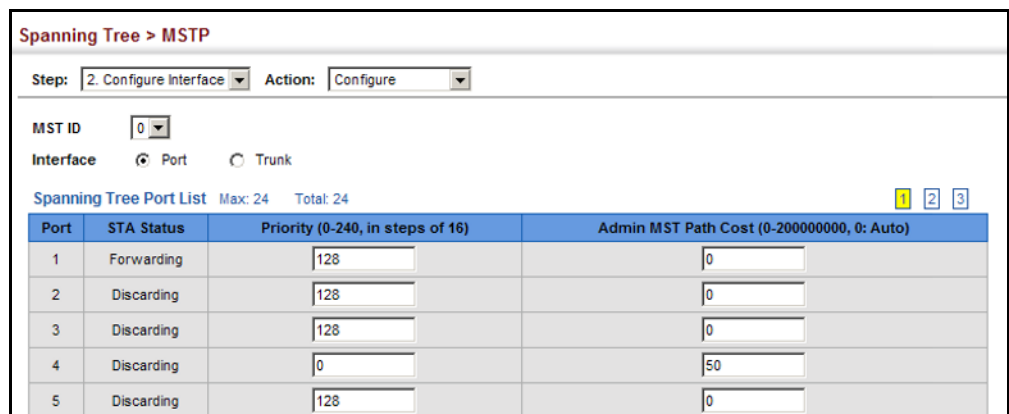 Spanning Tree > MSTP
Step: 2. Configure Interface Action: Configure
MST ID 0
Interface Port Trunk
Spanning Tree Port List Max: 24 Total: 24 1 2 3
Port STA Status Priority (0-240, in steps of 16) Admin MST Path Cost (0-200000000, 0: Auto)
1 Forwarding 128 0
2 Discarding 128 0
3 Discarding 128 0
4 Discarding 0 50
5 Discarding 128 0